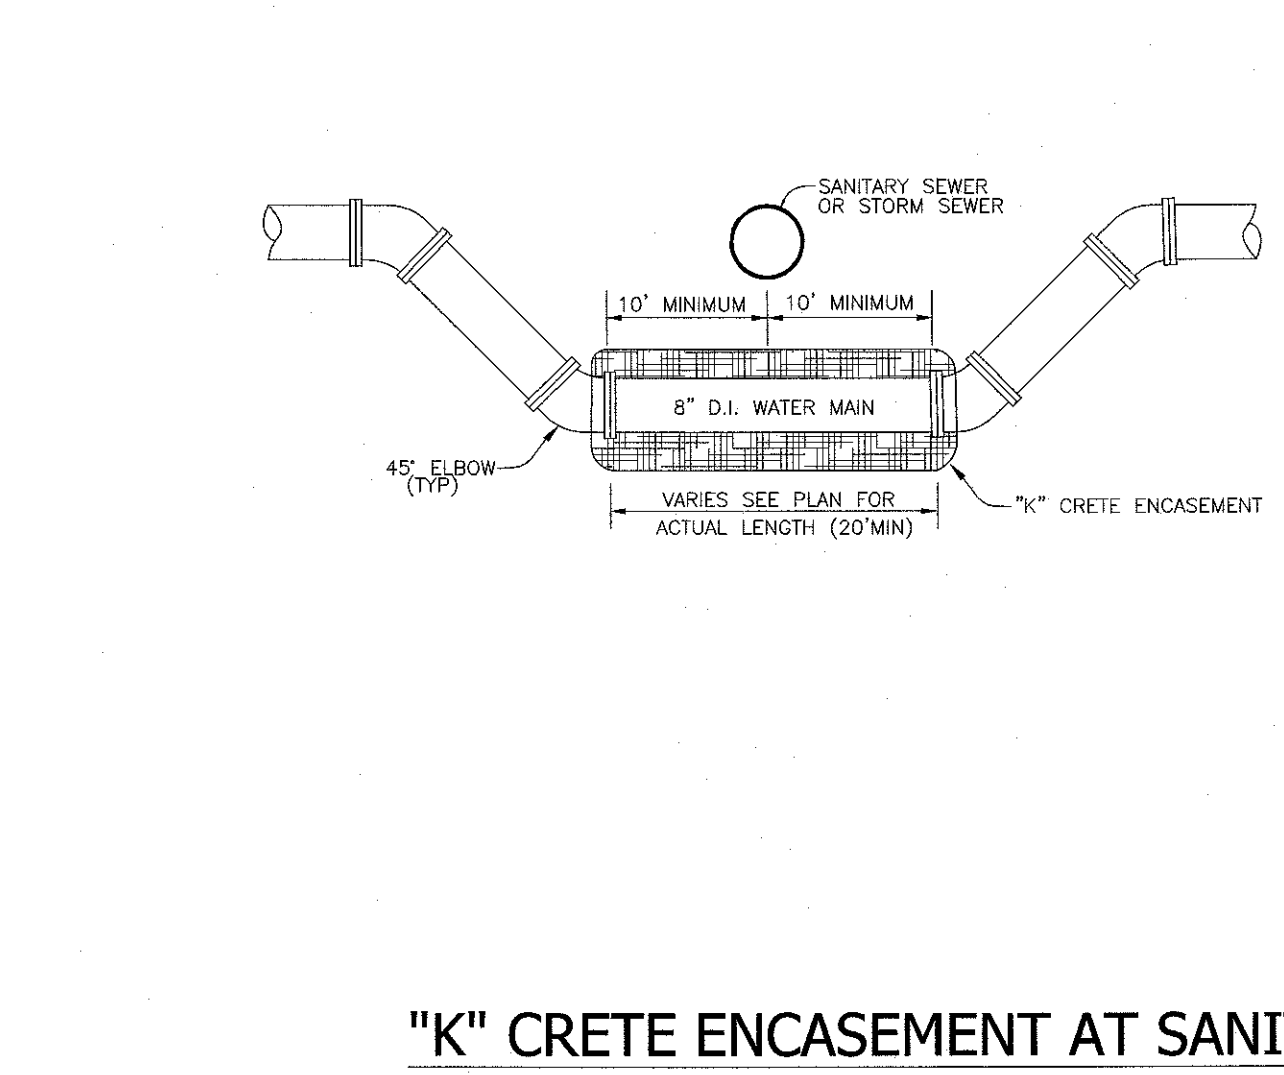 SANITARY SEWER
OR STORM SEWER
10' MINIMUM
10' MINIMUM
8" D.I. WATER MAIN
45° ELBOW
(TYP)
VARIES SEE PLAN FOR
ACTUAL LENGTH (20'MIN)
"K" CRETE ENCASEMENT
"K" CRETE ENCASEMENT AT SANI